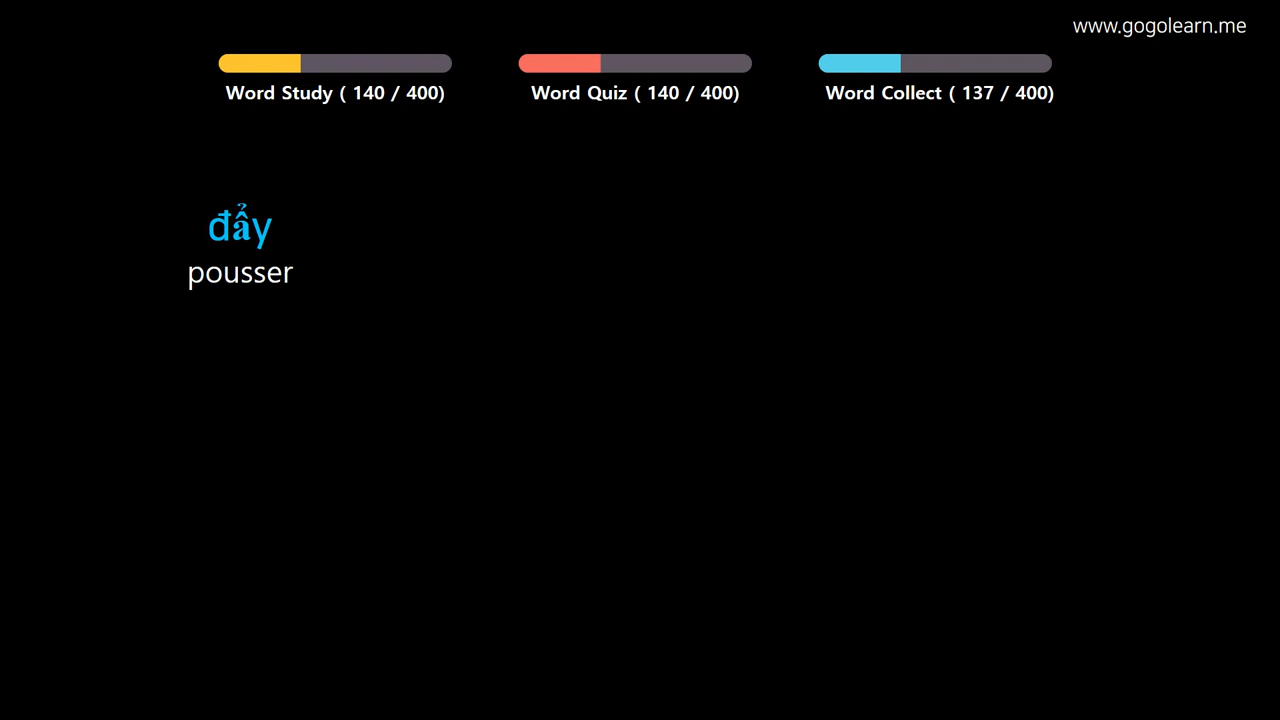 www.gogolearn.me
Word Study ( 140 / 400)
Word Quiz ( 140 / 400)
Word Collect ( 137 / 400)
đẩy
pousser